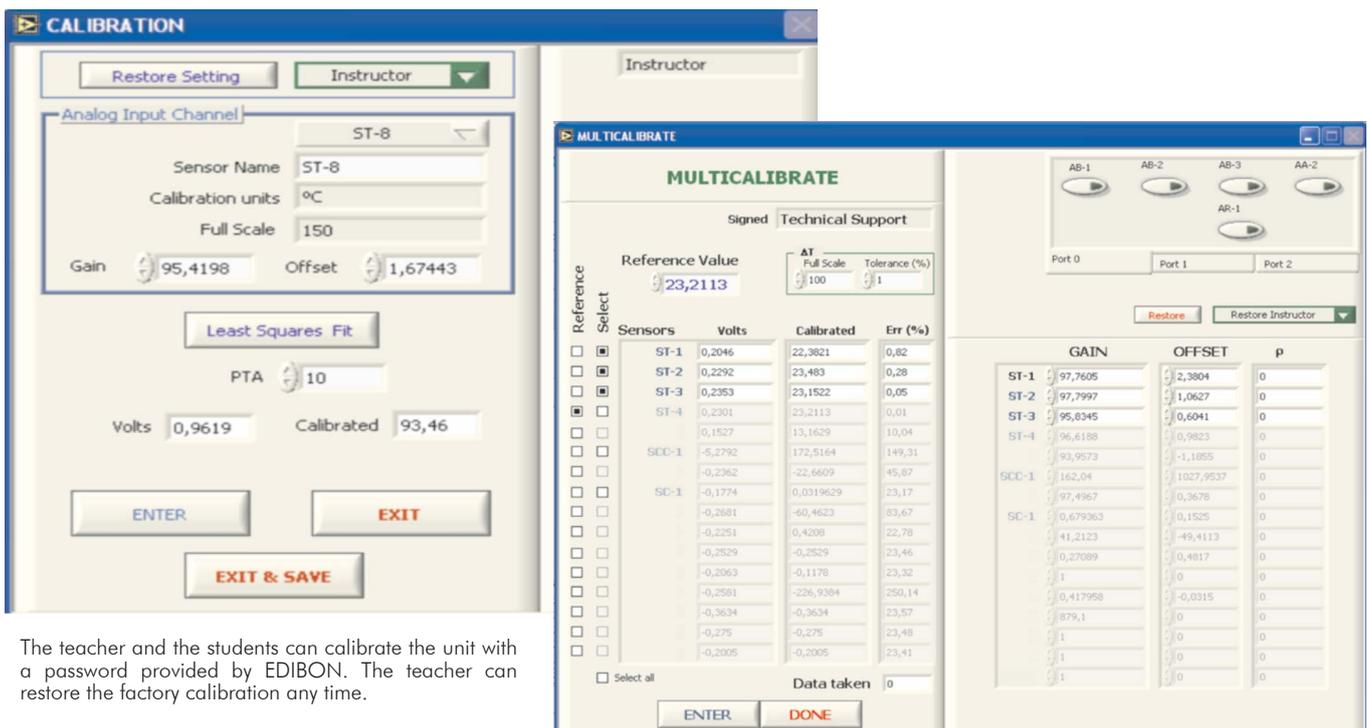 CALIBRATION
Restore Setting Instructor
Instructor
Analog Input Channel
ST-8
Sensor Name ST-8
Calibration units ºC
Full Scale 150
Gain 95,4198 Offset 1,67443
Least Squares Fit
PTA 10
Volts 0,9619 Calibrated 93,46
ENTER EXIT
EXIT & SAVE
The teacher and the students can calibrate the unit with
a password provided by EDIBON. The teacher can
restore the factory calibration any time.
MULTICALIBRATE
MULTICALIBRATE
Signed Technical Support
Reference Value
23,2113
ΔT
Full Scale Tolerance (%)
100 1
Reference
Select
Sensors Volts Calibrated Err (%)
ST-1 0,2046 22,3821 0,82
ST-2 0,2292 23,483 0,28
ST-3 0,2353 23,1522 0,05
ST-4 0,2301 23,2113 0,01
0,1527 13,1629 10,04
SCC-1 -5,2792 172,5164 149,31
-0,2362 -22,6609 45,87
SC-1 -0,1774 0,0319629 23,17
-0,2681 -60,4623 83,67
-0,2251 0,4208 22,78
-0,2529 -0,2529 23,46
-0,2063 -0,1178 23,32
-0,2581 -226,9384 250,14
-0,3634 -0,3634 23,57
-0,275 -0,275 23,48
-0,2005 -0,2005 23,41
Select all
Data taken 0
ENTER DONE
AB-1 AB-2 AB-3 AA-2
AR-1
Port 0 Port 1 Port 2
Restore Restore Instructor
GAIN OFFSET ρ
ST-1 97,7605 2,3804 0
ST-2 97,7997 1,0627 0
ST-3 95,8345 0,6041 0
ST-4 96,6188 0,9823 0
93,9573 -1,1855 0
SCC-1 162,04 1027,9537 0
97,4967 0,3678 0
SC-1 0,679363 0,1525 0
41,2123 -49,4113 0
0,27089 0,4817 0
1 0 0
0,417958 -0,0315 0
879,1 0 0
1 0 0
1 0 0
1 0 0